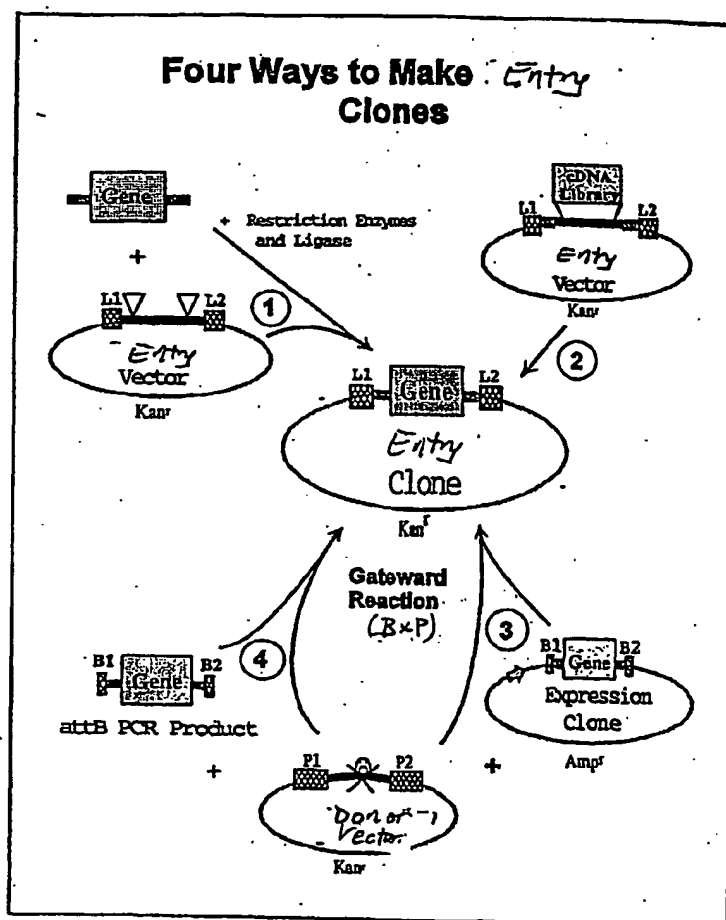 Four Ways to Make Entry
Clones
Gene
+ Restriction Enzymes
and Ligase
+
L1 L2
Entry
Vector
Kanr
1
cDNA
Library
L1 L2
Entry
Vector
Kanr
2
L1 Gene L2
Entry
Clone
Kanr
Gateward
Reaction
(BxP)
4
3
B1 Gene B2
attB PCR Product
+
B1 Gene B2
Expression
Clone
Ampr
+
P1 P2
Donor
Vector
Kanr